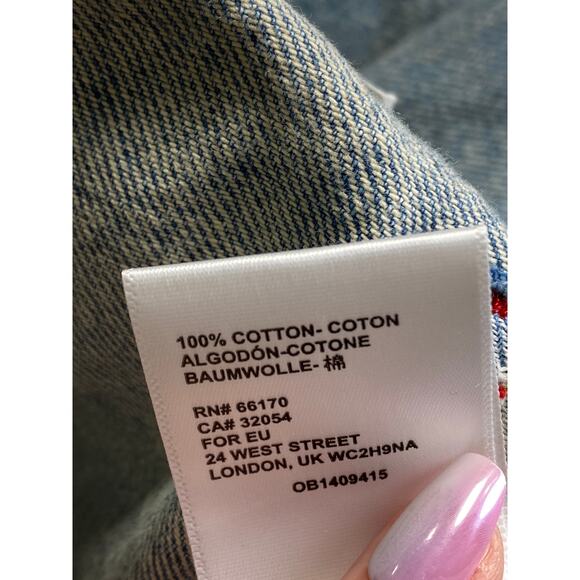 100% COTTON- COTON
ALGODÓN-COTONE
BAUMWOLLE- 棉
RN# 66170
CA# 32054
FOR EU
24 WEST STREET
LONDON, UK WC2H9NA
OB1409415